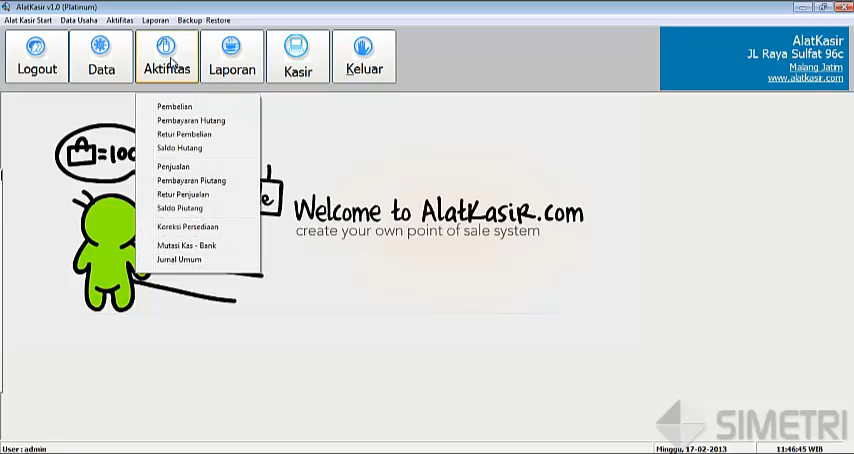 AlatKasir v1.0 (Platinum)
Alat Kasir Start Data Usaha Aktifitas Laporan Backup Restore
Logout Data Aktifitas Laporan Kasir Keluar
AlatKasir
JL Raya Sulfat 96c
Malang Jatim
www.alatkasir.com
Pembelian
Pembayaran Hutang
Retur Pembelian
Saldo Hutang
Penjualan
Pembayaran Piutang
Retur Penjualan
Saldo Piutang
Koreksi Persediaan
Mutasi Kas - Bank
Jurnal Umum
=100
e
Welcome to AlatKasir.com
create your own point of sale system
SIMETRI
User : admin
Minggu, 17-02-2013
11:46:45 WIB